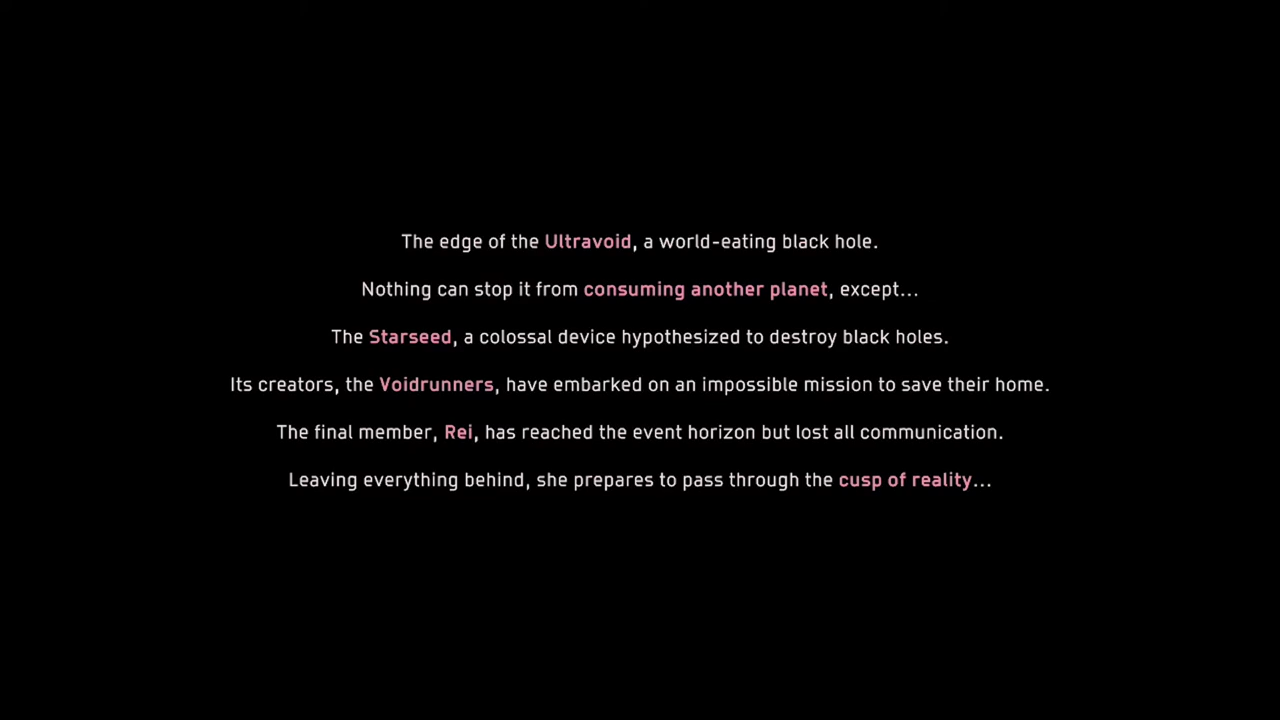 The edge of the Ultravoid, a world-eating black hole.
Nothing can stop it from consuming another planet, except...
The Starseed, a colossal device hypothesized to destroy black holes.
Its creators, the Voidrunners, have embarked on an impossible mission to save their home.
The final member, Rei, has reached the event horizon but lost all communication.
Leaving everything behind, she prepares to pass through the cusp of reality...